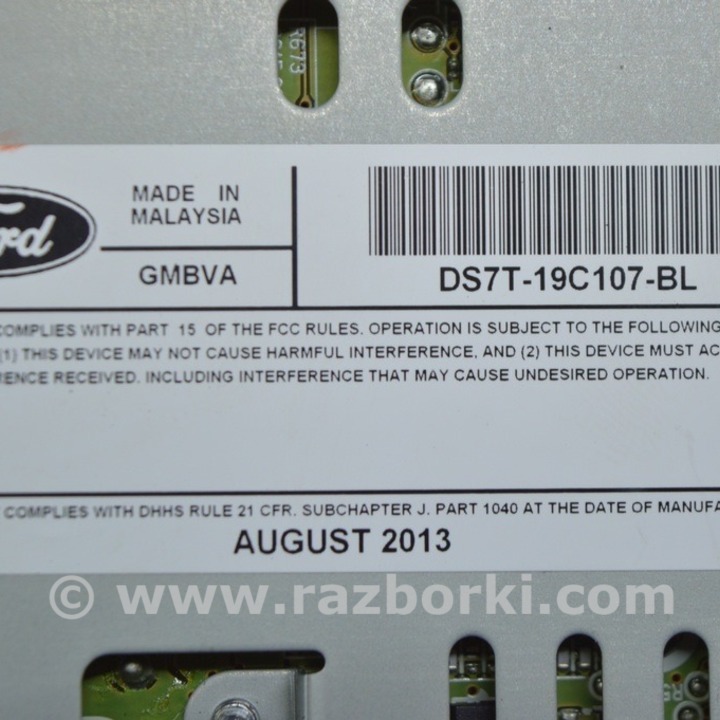 R673
MADE IN
MALAYSIA
GMBVA
DS7T-19C107-BL
COMPLIES WITH PART 15 OF THE FCC RULES. OPERATION IS SUBJECT TO THE FOLLOWING
(1) THIS DEVICE MAY NOT CAUSE HARMFUL INTERFERENCE, AND (2) THIS DEVICE MUST AC
RENCE RECEIVED. INCLUDING INTERFERENCE THAT MAY CAUSE UNDESIRED OPERATION.
COMPLIES WITH DHHS RULE 21 CFR. SUBCHAPTER J. PART 1040 AT THE DATE OF MANUFA
AUGUST 2013
© www.razborki.com